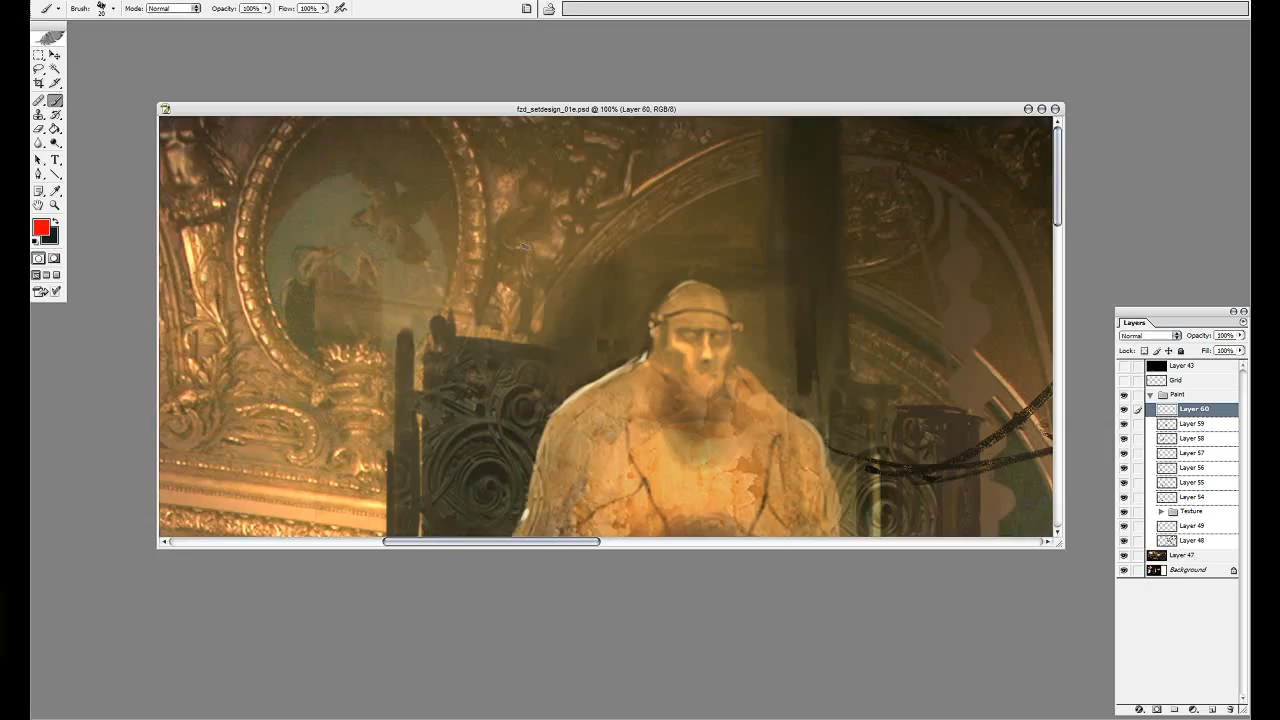 Brush: 20 Mode: Normal Opacity: 100% Flow: 100%
fzd_setdesign_01e.psd @ 100% (Layer 60, RGB/8)
Layers
Normal Opacity: 100%
Lock: Fill: 100%
Layer 43
Grid
Paint
Layer 60
Layer 59
Layer 58
Layer 57
Layer 56
Layer 55
Layer 54
Texture
Layer 49
Layer 48
Layer 47
Background